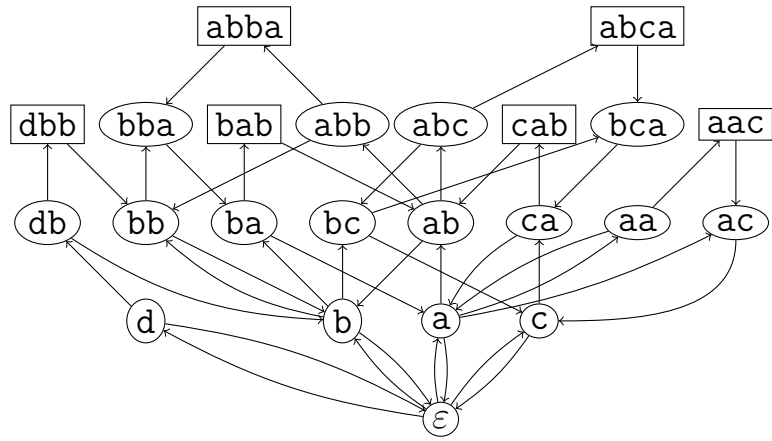 abba abca
dbb bba bab abb abc cab bca aac
db bb ba bc ab ca aa ac
d b a c
ε